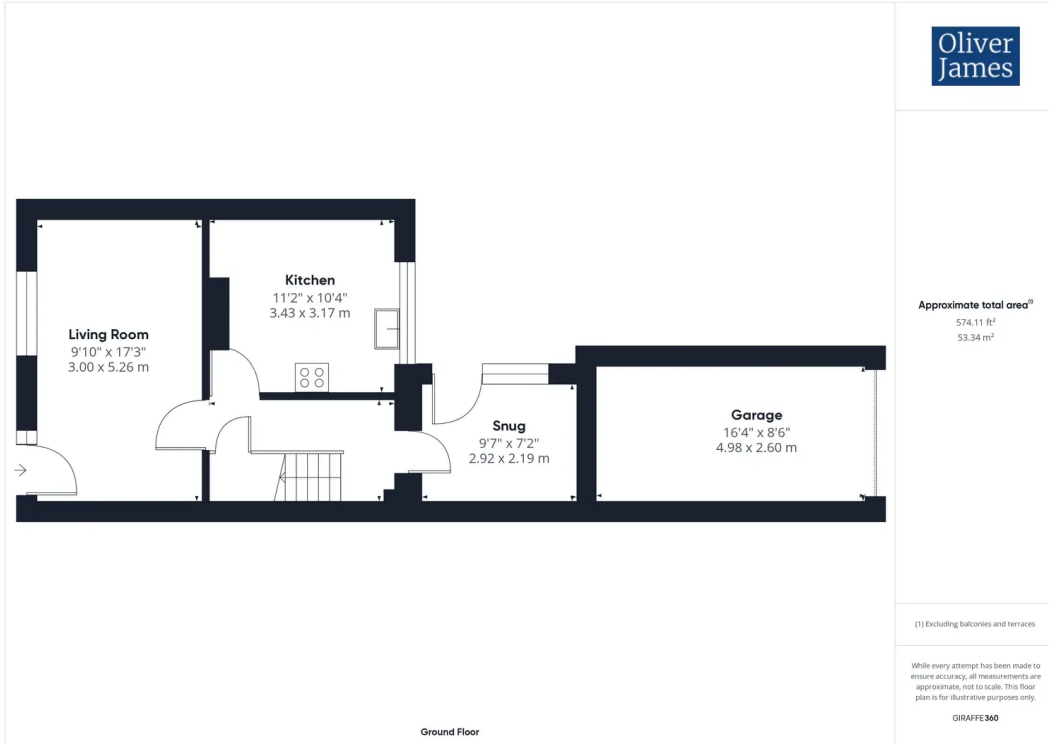 Oliver
James
Kitchen
11'2" x 10'4"
3.43 x 3.17 m
Living Room
9'10" x 17'3"
3.00 x 5.26 m
Snug
9'7" x 7'2"
2.92 x 2.19 m
Garage
16'4" x 8'6"
4.98 x 2.60 m
Ground Floor
Approximate total area⁽¹⁾
574.11 ft²
53.34 m²
(1) Excluding balconies and terraces
While every attempt has been made to
ensure accuracy, all measurements are
approximate, not to scale. This floor
plan is for illustrative purposes only.
GIRAFFE360